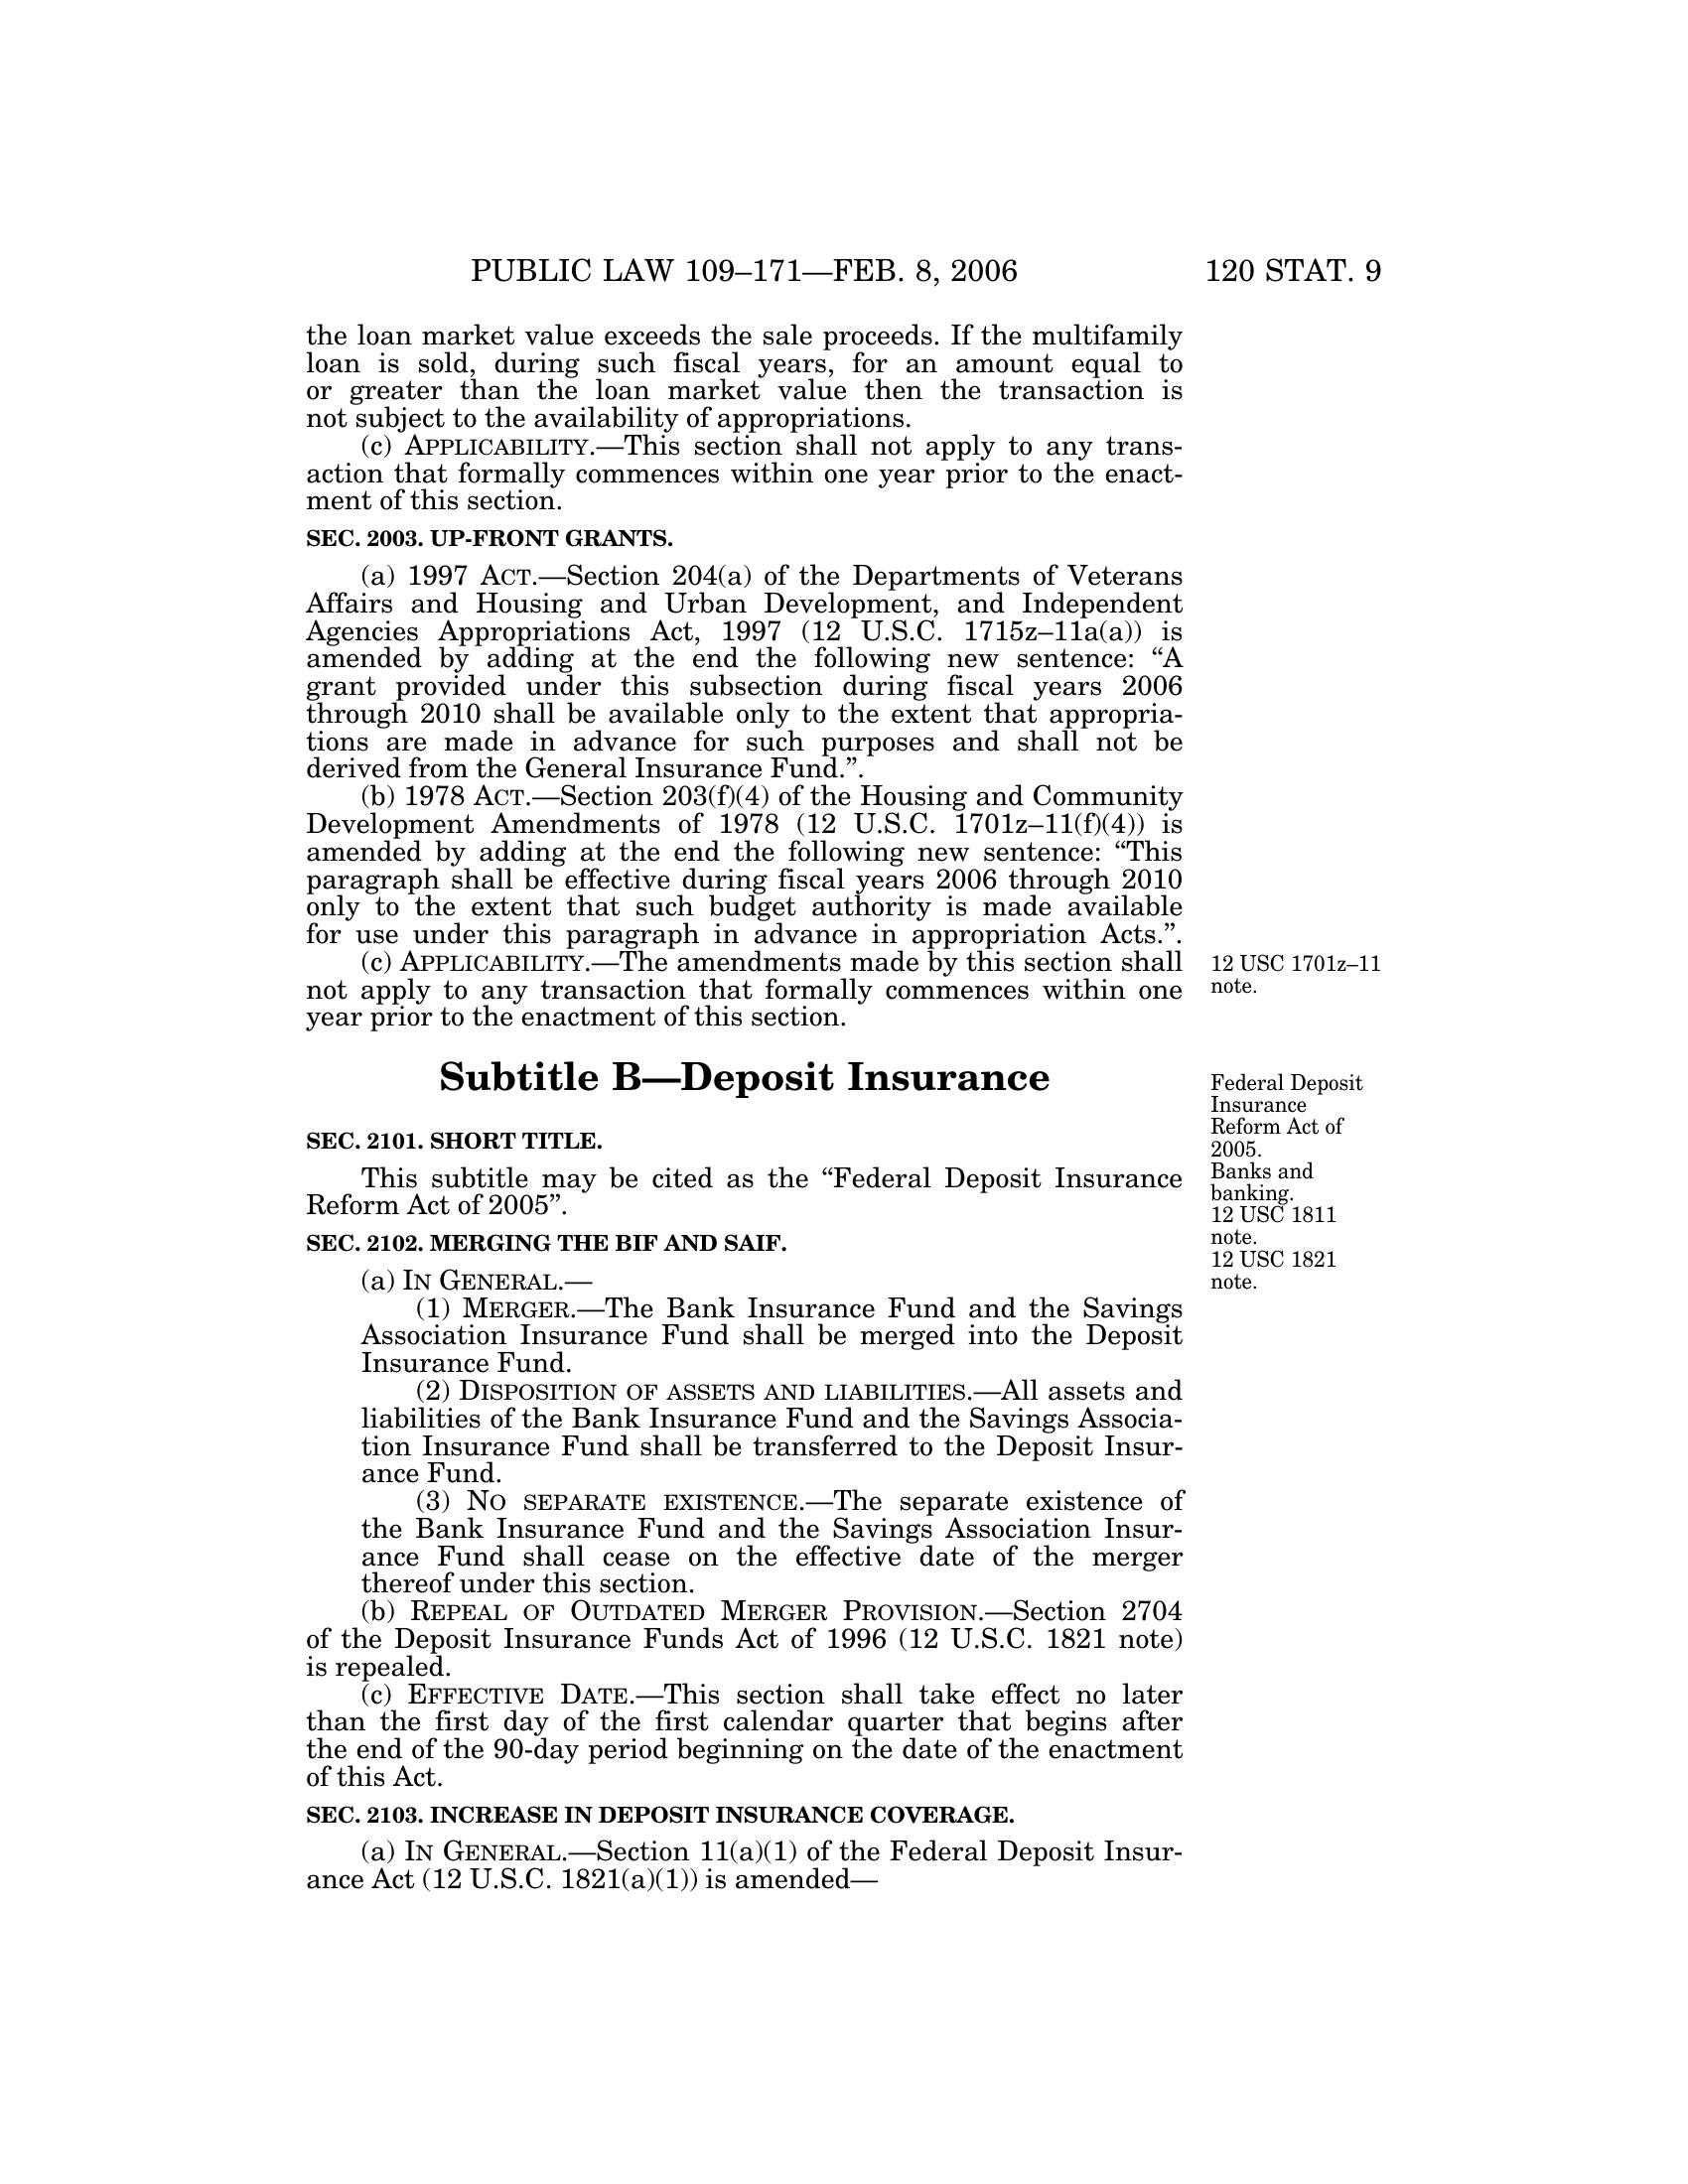 PUBLIC LAW 109–171—FEB. 8, 2006 120 STAT. 9
the loan market value exceeds the sale proceeds. If the multifamily
loan is sold, during such fiscal years, for an amount equal to
or greater than the loan market value then the transaction is
not subject to the availability of appropriations.
(c) APPLICABILITY.—This section shall not apply to any trans-
action that formally commences within one year prior to the enact-
ment of this section.
SEC. 2003. UP-FRONT GRANTS.
(a) 1997 ACT.—Section 204(a) of the Departments of Veterans
Affairs and Housing and Urban Development, and Independent
Agencies Appropriations Act, 1997 (12 U.S.C. 1715z–11a(a)) is
amended by adding at the end the following new sentence: “A
grant provided under this subsection during fiscal years 2006
through 2010 shall be available only to the extent that appropria-
tions are made in advance for such purposes and shall not be
derived from the General Insurance Fund.”.
(b) 1978 ACT.—Section 203(f)(4) of the Housing and Community
Development Amendments of 1978 (12 U.S.C. 1701z–11(f)(4)) is
amended by adding at the end the following new sentence: “This
paragraph shall be effective during fiscal years 2006 through 2010
only to the extent that such budget authority is made available
for use under this paragraph in advance in appropriation Acts.”.
(c) APPLICABILITY.—The amendments made by this section shall
not apply to any transaction that formally commences within one
year prior to the enactment of this section.
12 USC 1701z–11
note.
Subtitle B—Deposit Insurance
SEC. 2101. SHORT TITLE.
This subtitle may be cited as the “Federal Deposit Insurance
Reform Act of 2005”.
Federal Deposit
Insurance
Reform Act of
2005.
Banks and
banking.
12 USC 1811
note.
12 USC 1821
note.
SEC. 2102. MERGING THE BIF AND SAIF.
(a) IN GENERAL.—
(1) MERGER.—The Bank Insurance Fund and the Savings
Association Insurance Fund shall be merged into the Deposit
Insurance Fund.
(2) DISPOSITION OF ASSETS AND LIABILITIES.—All assets and
liabilities of the Bank Insurance Fund and the Savings Associa-
tion Insurance Fund shall be transferred to the Deposit Insur-
ance Fund.
(3) NO SEPARATE EXISTENCE.—The separate existence of
the Bank Insurance Fund and the Savings Association Insur-
ance Fund shall cease on the effective date of the merger
thereof under this section.
(b) REPEAL OF OUTDATED MERGER PROVISION.—Section 2704
of the Deposit Insurance Funds Act of 1996 (12 U.S.C. 1821 note)
is repealed.
(c) EFFECTIVE DATE.—This section shall take effect no later
than the first day of the first calendar quarter that begins after
the end of the 90-day period beginning on the date of the enactment
of this Act.
SEC. 2103. INCREASE IN DEPOSIT INSURANCE COVERAGE.
(a) IN GENERAL.—Section 11(a)(1) of the Federal Deposit Insur-
ance Act (12 U.S.C. 1821(a)(1)) is amended—